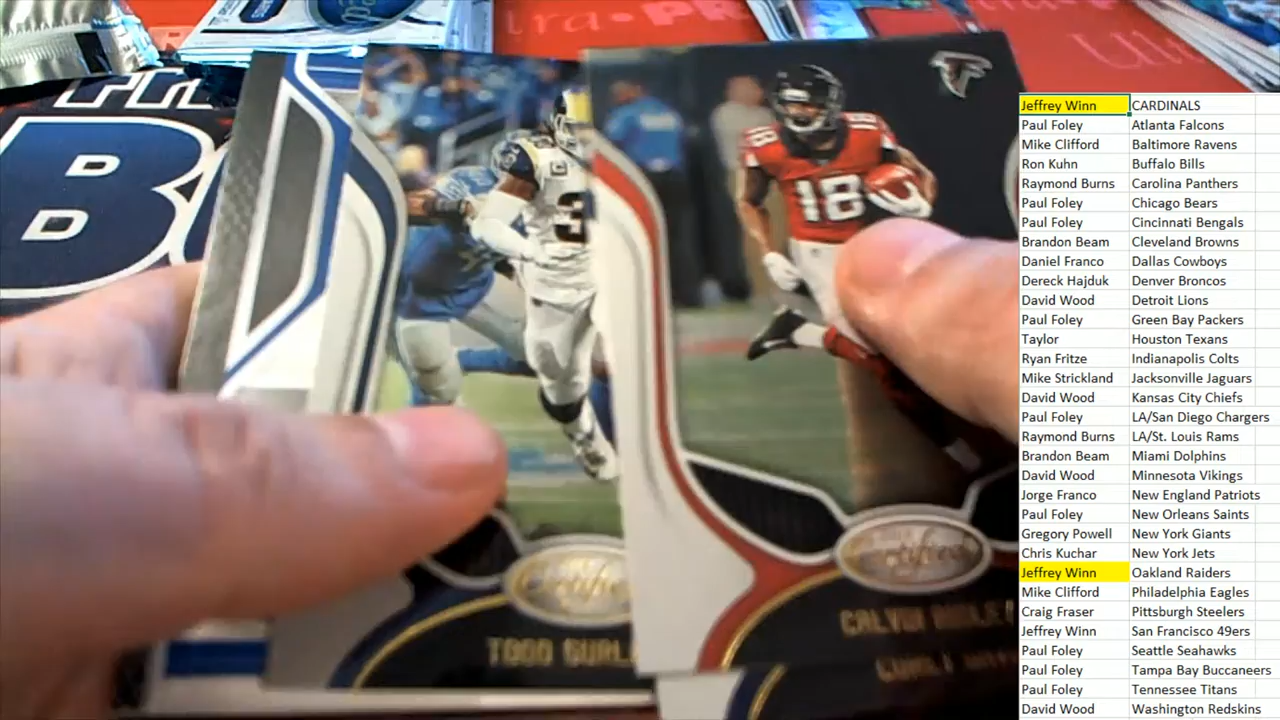 Jeffrey Winn CARDINALS
Paul Foley Atlanta Falcons
Mike Clifford Baltimore Ravens
Ron Kuhn Buffalo Bills
Raymond Burns Carolina Panthers
Paul Foley Chicago Bears
Paul Foley Cincinnati Bengals
Brandon Beam Cleveland Browns
Daniel Franco Dallas Cowboys
Dereck Hajduk Denver Broncos
David Wood Detroit Lions
Paul Foley Green Bay Packers
Taylor Houston Texans
Ryan Fritze Indianapolis Colts
Mike Strickland Jacksonville Jaguars
David Wood Kansas City Chiefs
Paul Foley LA/San Diego Chargers
Raymond Burns LA/St. Louis Rams
Brandon Beam Miami Dolphins
David Wood Minnesota Vikings
Jorge Franco New England Patriots
Paul Foley New Orleans Saints
Gregory Powell New York Giants
Chris Kuchar New York Jets
Jeffrey Winn Oakland Raiders
Mike Clifford Philadelphia Eagles
Craig Fraser Pittsburgh Steelers
Jeffrey Winn San Francisco 49ers
Paul Foley Seattle Seahawks
Paul Foley Tampa Bay Buccaneers
Paul Foley Tennessee Titans
David Wood Washington Redskins
B
18
18
3
Certified
TODD GURL
CALVIN